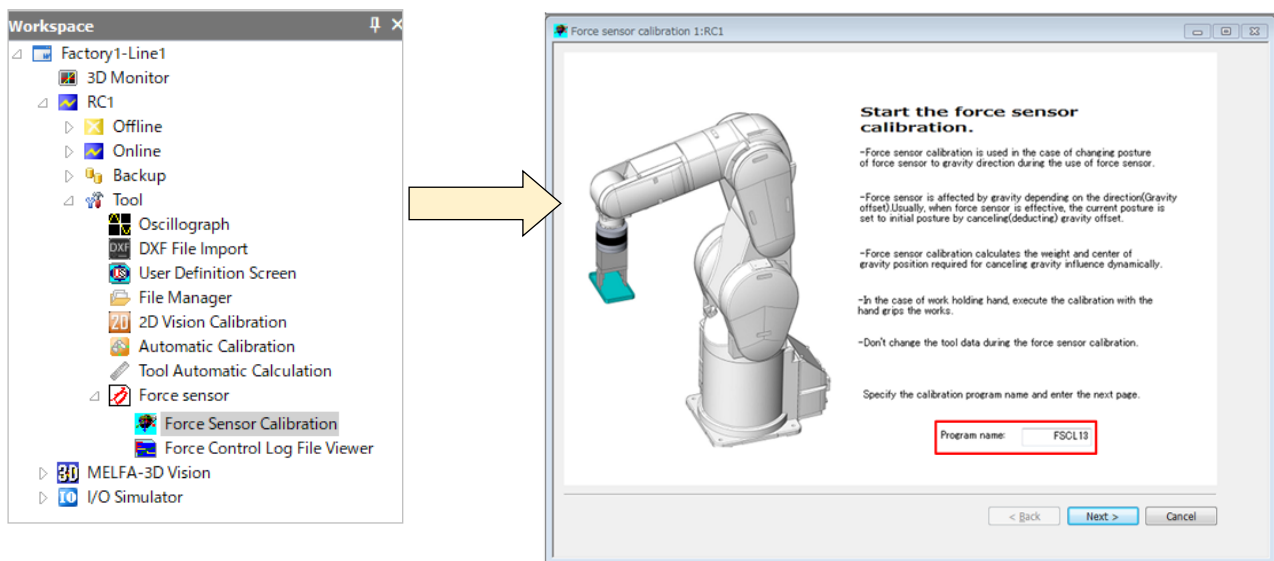 Workspace
Factory1-Line1
3D Monitor
RC1
Offline
Online
Backup
Tool
Oscillograph
DXF
DXF File Import
User Definition Screen
File Manager
2D
2D Vision Calibration
Automatic Calibration
Tool Automatic Calculation
Force sensor
Force Sensor Calibration
Force Control Log File Viewer
3D
MELFA-3D Vision
IO
I/O Simulator
Force sensor calibration 1:RC1
Start the force sensor
calibration.
-Force sensor calibration is used in the case of changing posture
of force sensor to gravity direction during the use of force sensor.
-Force sensor is affected by gravity depending on the direction(Gravity
offset).Usually, when force sensor is effective, the current posture is
set to initial posture by canceling(deducting) gravity offset.
-Force sensor calibration calculates the weight and center of
gravity position required for canceling gravity influence dynamically.
-In the case of work holding hand, execute the calibration with the
hand grips the works.
-Don't change the tool data during the force sensor calibration.
Specify the calibration program name and enter the next page.
Program name: FSCL13
< Back
Next >
Cancel